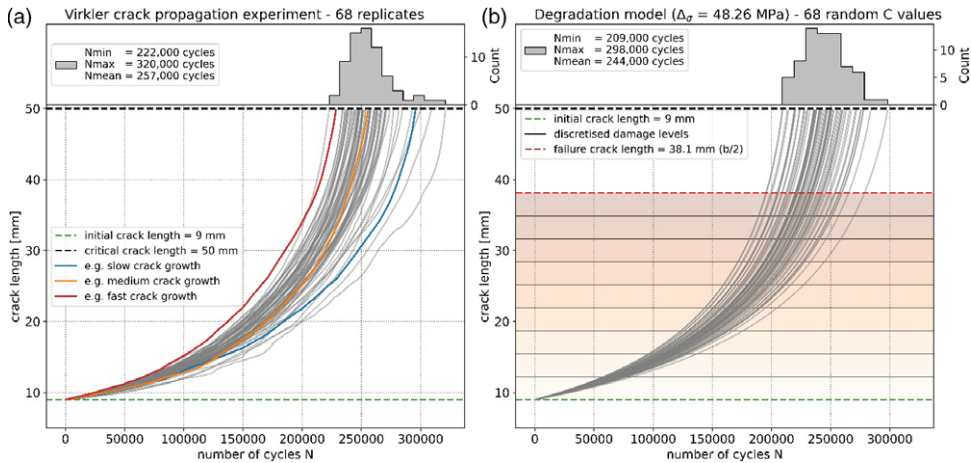 (a)
Virkler crack propagation experiment - 68 replicates
Nmin = 222,000 cycles
Nmax = 320,000 cycles
Nmean = 257,000 cycles
10
0
Count
50
40
30
20
10
crack length [mm]
initial crack length = 9 mm
critical crack length = 50 mm
e.g. slow crack growth
e.g. medium crack growth
e.g. fast crack growth
0 50000 100000 150000 200000 250000 300000
number of cycles N
(b)
Degradation model (Δσ = 48.26 MPa) - 68 random C values
Nmin = 209,000 cycles
Nmax = 298,000 cycles
Nmean = 244,000 cycles
10
5
0
Count
50
40
30
20
10
crack length [mm]
initial crack length = 9 mm
discretised damage levels
failure crack length = 38.1 mm (b/2)
0 50000 100000 150000 200000 250000 300000
number of cycles N